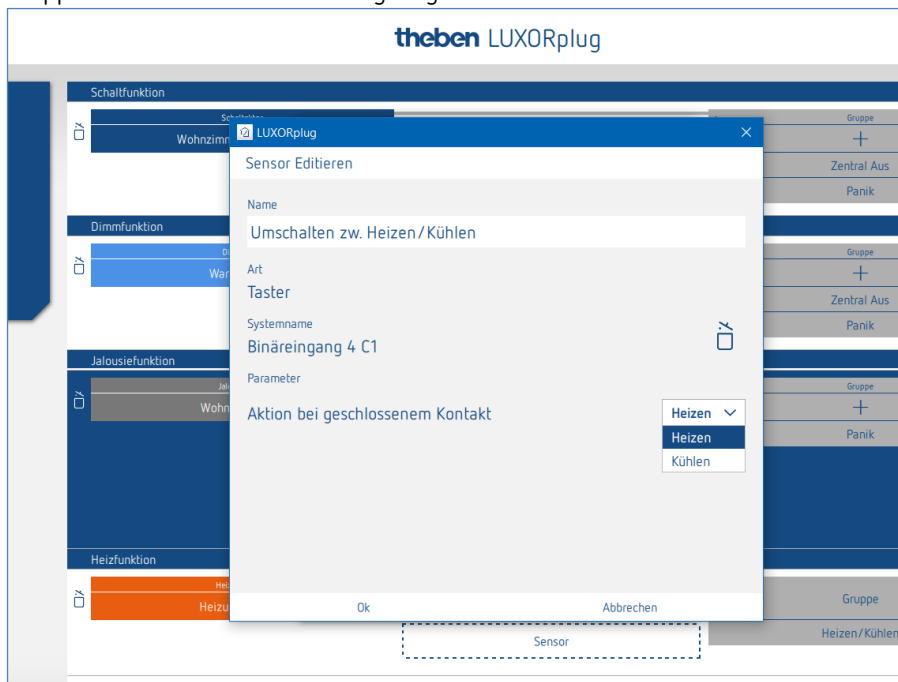 theben LUXORplug
Schaltfunktion
Gruppe
Wohnzimm
LUXORplug
Zentral Aus
Sensor Editieren
Panik
Name
Dimmfunktion
Umschalten zw. Heizen/Kühlen
Gruppe
Art
War
Taster
Zentral Aus
Systemname
Panik
Binäreingang 4 C1
Jalousiefunktion
Parameter
Gruppe
Wohn
Aktion bei geschlossenem Kontakt
Heizen
Heizen
Panik
Kühlen
Heizfunktion
Hei
Gruppe
Heizu
Ok
Abbrechen
Heizen/Kühlen
Sensor